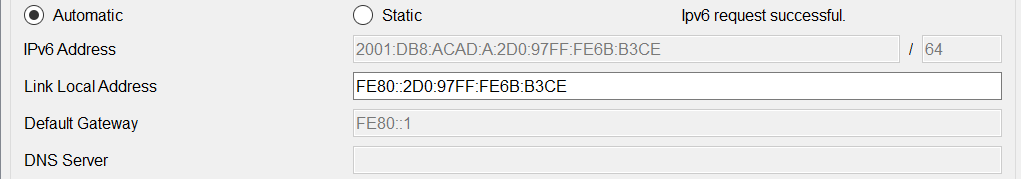 Automatic Static Ipv6 request successful.
IPv6 Address 2001:DB8:ACAD:A:2D0:97FF:FE6B:B3CE / 64
Link Local Address FE80::2D0:97FF:FE6B:B3CE
Default Gateway FE80::1
DNS Server